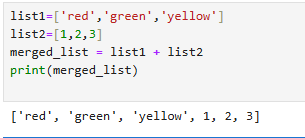 list1=['red','green','yellow']
list2=[1,2,3]
merged_list = list1 + list2
print(merged_list)
['red', 'green', 'yellow', 1, 2, 3]